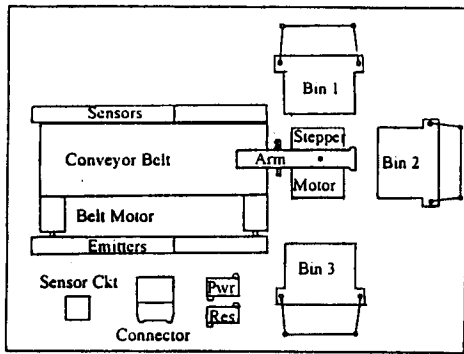 Bin 1
Sensors
Stepper
Conveyor Belt
Arm
Bin 2
Motor
Belt Motor
Emitters
Bin 3
Sensor Ckt
Pwr
Res
Connector